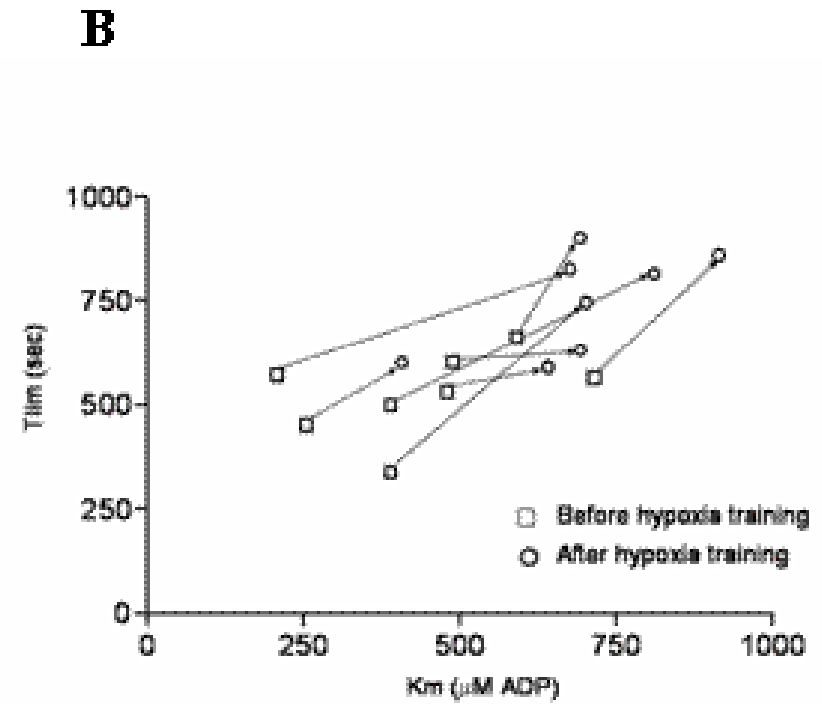 B
1000
750
500
250
0
Tlim (sec)
0 250 500 750 1000
Km (µM ADP)
Before hypoxia training
After hypoxia training